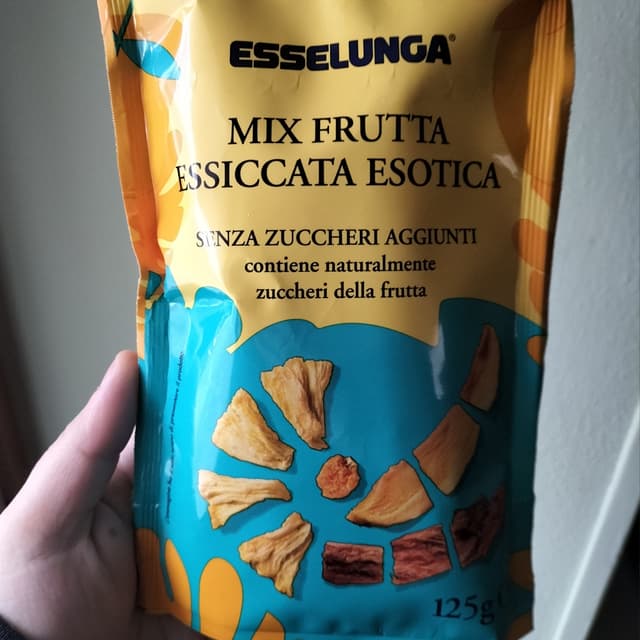 ESSELUNGA®
MIX FRUTTA
ESSICCATA ESOTICA
SENZA ZUCCHERI AGGIUNTI
contiene naturalmente
zuccheri della frutta
125g